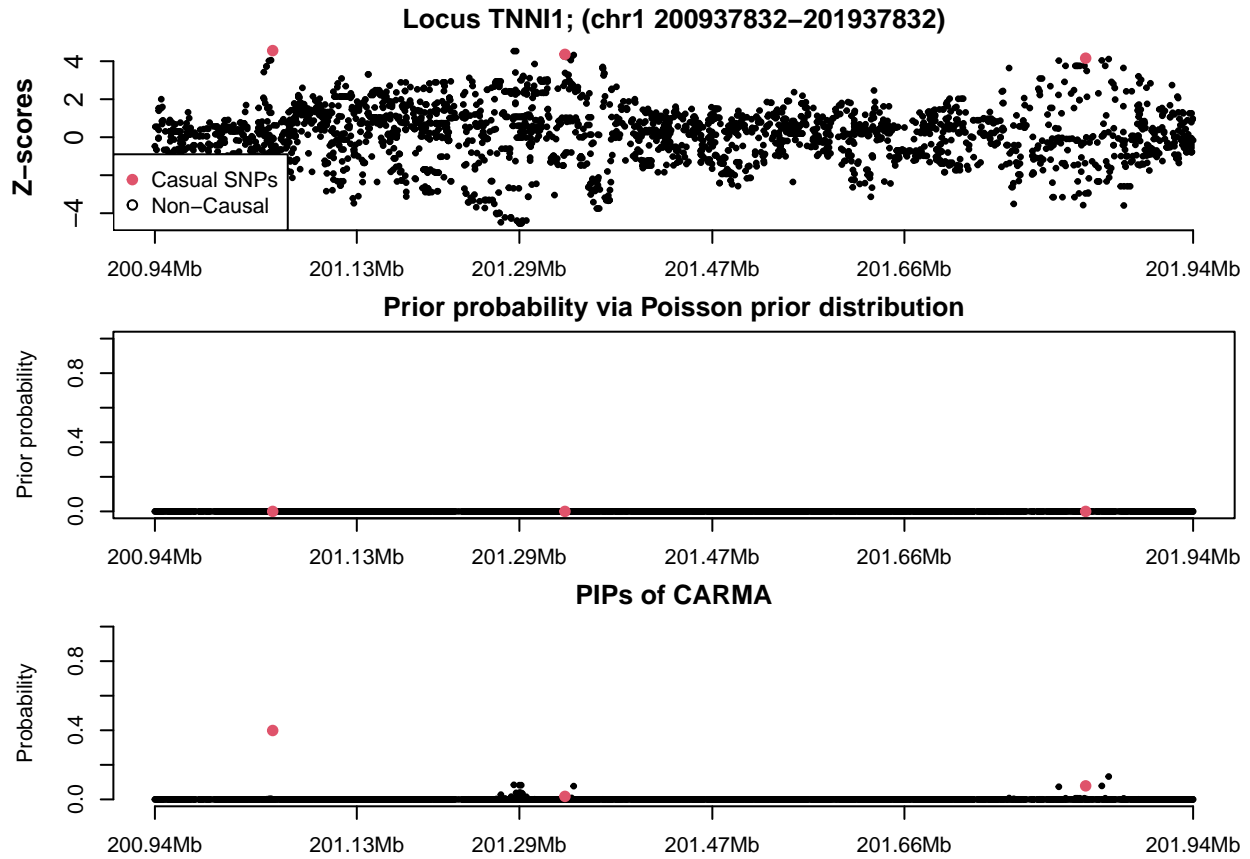 Locus TNNI1; (chr1 200937832−201937832)
Z−scores
4
2
0
−4
Casual SNPs
Non−Causal
200.94Mb 201.13Mb 201.29Mb 201.47Mb 201.66Mb 201.94Mb
Prior probability via Poisson prior distribution
Prior probability
0.8
0.4
0.0
200.94Mb 201.13Mb 201.29Mb 201.47Mb 201.66Mb 201.94Mb
PIPs of CARMA
Probability
0.8
0.4
0.0
200.94Mb 201.13Mb 201.29Mb 201.47Mb 201.66Mb 201.94Mb